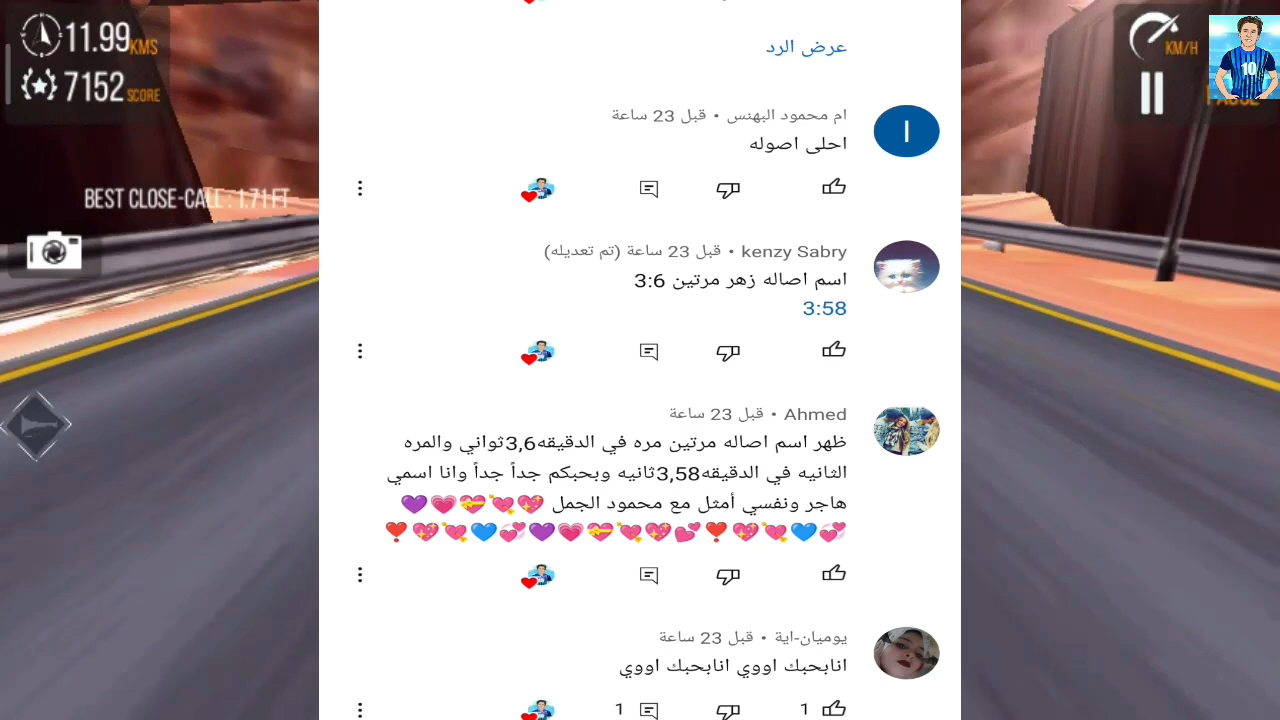 11.99 KMS
7152 SCORE
BEST CLOSE-CALL : 1.71 FT
KM/H
PAUSE
10
عرض الرد
ام محمود البهنس • قبل 23 ساعة
احلى اصوله
kenzy Sabry • قبل 23 ساعة (تم تعديله)
اسم اصاله زهر مرتين 3:6
3:58
Ahmed • قبل 23 ساعة
ظهر اسم اصاله مرتين مره في الدقيقه3,6ثواني والمره
الثانيه في الدقيقه3,58ثانيه وبحبكم جداً جداً وانا اسمي
هاجر ونفسي أمثل مع محمود الجمل 💖💘💝💗💜
💞💙💘💖❣️💕💖💘💝💗💜💞💙💘💖❣️
يوميان-اية • قبل 23 ساعة
انابحبك اووي انابحبك اووي
1
1